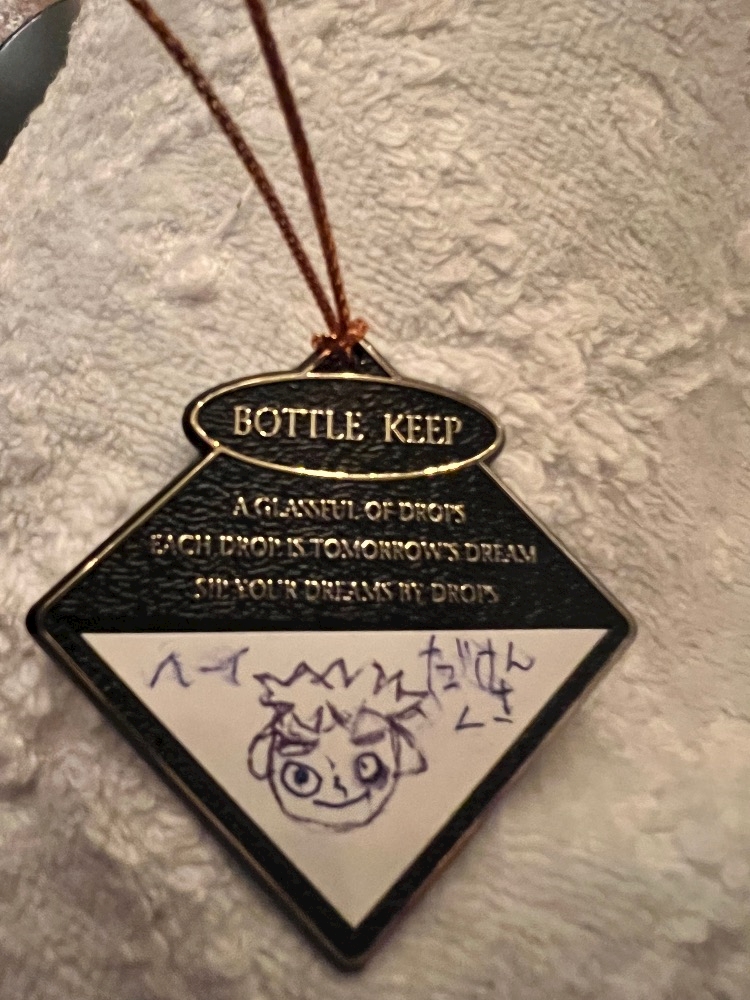 BOTTLE KEEP
A GLASSFUL OF DROPS
EACH DROP IS TOMORROW'S DREAM
SIP YOUR DREAMS BY DROPS
へーイ